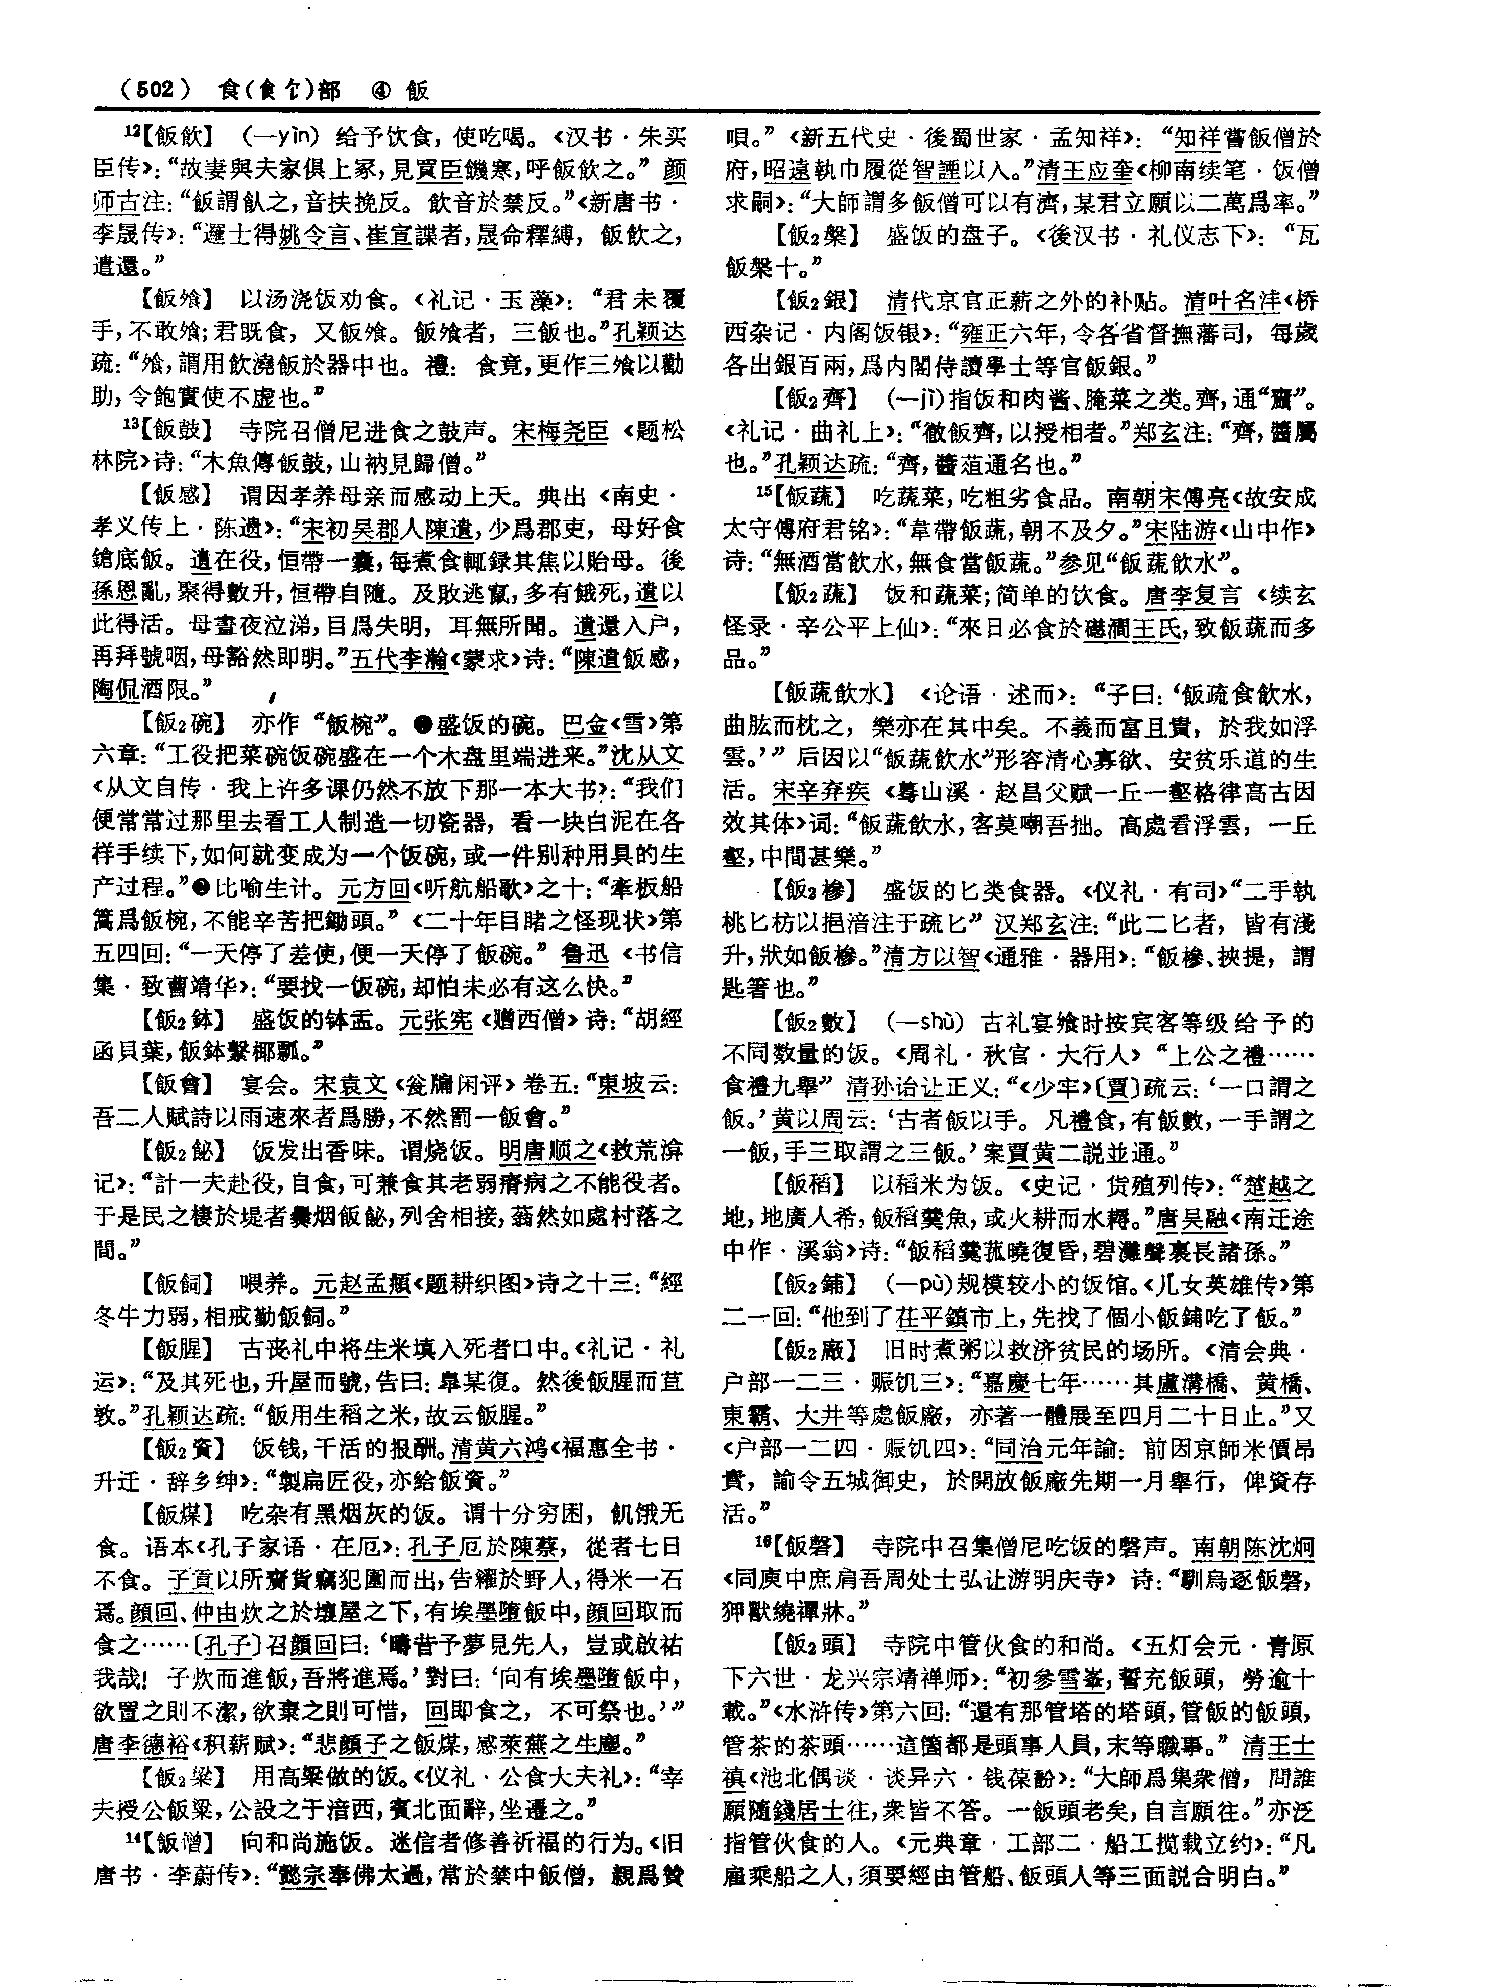 （502） 食（飠饣）部 ④ 飯
12【飯飲】 （—yìn） 给予饮食，使吃喝。《汉书·朱买
臣传》：“故妻與夫家俱上冢，見買臣饑寒，呼飯飲之。” 颜
师古注：“飯謂飤之，音扶挽反。飲音於禁反。”《新唐书·
李晟传》：“邏士得姚令言、崔宣諜者，晟命釋縛，飯飲之，
遣還。”
【飯飧】 以汤浇饭劝食。《礼记·玉藻》：“君未覆
手，不敢飧；君既食，又飯飧。飯飧者，三飯也。”孔颖达
疏：“飧，謂用飲澆飯於器中也。禮：食竟，更作三飧以勸
助，令飽實使不虛也。”
13【飯鼓】 寺院召僧尼进食之鼓声。宋梅尧臣《题松
林院》诗：“木魚傳飯鼓，山衲見歸僧。”
【飯感】 谓因孝养母亲而感动上天。典出《南史·
孝义传上·陈遗》：“宋初吴郡人陳遺，少爲郡吏，母好食
鎗底飯。遺在役，恒帶一囊，每煮食輒録其焦以貽母。後
孫恩亂，聚得數升，恒帶自隨。及敗逃竄，多有餓死，遺以
此得活。母晝夜泣涕，目爲失明，耳無所聞。遺還入户，
再拜號咽，母豁然即明。”五代李瀚《蒙求》诗：“陳遺飯感，
陶侃酒限。”
【飯2碗】 亦作“飯椀”。❶盛饭的碗。巴金《雪》第
六章：“工役把菜碗饭碗盛在一个木盘里端进来。”沈从文
《从文自传·我上许多课仍然不放下那一本大书》：“我们
便常常过那里去看工人制造一切瓷器，看一块白泥在各
样手续下，如何就变成为一个饭碗，或一件别种用具的生
产过程。”❷比喻生计。元方回《听航船歌》之十：“牽板船
篙爲飯椀，不能辛苦把鋤頭。”《二十年目睹之怪现状》第
五四回：“一天停了差使，便一天停了飯碗。”鲁迅《书信
集·致曹靖华》：“要找一饭碗，却怕未必有这么快。”
【飯2鉢】 盛饭的钵盂。元张宪《赠西僧》诗：“胡經
函貝葉，飯鉢繫椰瓢。”
【飯會】 宴会。宋袁文《瓮牖闲评》卷五：“東坡云：
吾二人賦詩以雨速來者爲勝，不然罰一飯會。”
【飯2飶】 饭发出香味。谓烧饭。明唐顺之《救荒渰
记》：“計一夫赴役，自食，可兼食其老弱瘠病之不能役者。
于是民之棲於堤者爨烟飯飶，列舍相接，蓊然如處村落之
間。”
【飯飼】 喂养。元赵孟頫《题耕织图》诗之十三：“經
冬牛力弱，相戒勤飯飼。”
【飯腥】 古丧礼中将生米填入死者口中。《礼记·礼
运》：“及其死也，升屋而號，告曰：皋某復。然後飯腥而苴
孰。”孔颖达疏：“飯用生稻之米，故云飯腥。”
【飯2資】 饭钱，干活的报酬。清黄六鸿《福惠全书·
升迁·辞乡绅》：“製扁匠役，亦給飯資。”
【飯煤】 吃杂有黑烟灰的饭。谓十分穷困，飢饿无
食。语本《孔子家语·在厄》：孔子厄於陳蔡，從者七日
不食。子貢以所齎貨竊犯圍而出，告糴於野人，得米一石
焉。顔回、仲由炊之於壞屋之下，有埃墨墮飯中，顔回取而
食之……〔孔子〕召顔回曰：‘疇昔予夢見先人，豈或啟祐
我哉！子炊而進飯，吾將進焉。’對曰：‘向有埃墨墮飯中，
欲置之則不潔，欲棄之則可惜，回即食之，不可祭也。’”
唐李德裕《积薪赋》：“悲顔子之飯煤，感萊蕪之生塵。”
【飯2粱】 用高粱做的饭。《仪礼·公食大夫礼》：“宰
夫授公飯粱，公設之于湆西，賓北面辭，坐遷之。”
14【飯僧】 向和尚施饭。迷信者修善祈福的行为。《旧
唐书·李蔚传》：“懿宗奉佛太過，常於禁中飯僧，親爲贊
唄。”《新五代史·後蜀世家·孟知祥》：“知祥嘗飯僧於
府，昭遠執巾履從智諲以入。”清王应奎《柳南续笔·饭僧
求嗣》：“大師謂多飯僧可以有濟，某君立願以二萬爲率。”
【飯2槃】 盛饭的盘子。《後汉书·礼仪志下》：“瓦
飯槃十。”
【飯2銀】 清代京官正薪之外的补贴。清叶名沣《桥
西杂记·内阁饭银》：“雍正六年，令各省督撫藩司，每歲
各出銀百兩，爲内閣侍讀學士等官飯銀。”
【飯2齊】 （—jì）指饭和肉酱、腌菜之类。齊，通“齏”。
《礼记·曲礼上》：“徹飯齊，以授相者。”郑玄注：“齊，醬屬
也。”孔颖达疏：“齊，醬菹通名也。”
15【飯蔬】 吃蔬菜，吃粗劣食品。南朝宋傅亮《故安成
太守傅府君铭》：“韋帶飯蔬，朝不及夕。”宋陆游《山中作》
诗：“無酒當飲水，無食當飯蔬。”参见“飯蔬飲水”。
【飯2蔬】 饭和蔬菜；简单的饮食。唐李复言《续玄
怪录·辛公平上仙》：“來日必食於磁澗王氏，致飯蔬而多
品。”
【飯蔬飲水】 《论语·述而》：“子曰：‘飯疏食飲水，
曲肱而枕之，樂亦在其中矣。不義而富且貴，於我如浮
雲。’” 后因以“飯蔬飲水”形容清心寡欲、安贫乐道的生
活。宋辛弃疾《蓦山溪·赵昌父赋一丘一壑格律高古因
效其体》词：“飯蔬飲水，客莫嘲吾拙。高處看浮雲，一丘
壑，中間甚樂。”
【飯3橾】 盛饭的匕类食器。《仪礼·有司》“二手執
桃匕枋以挹湆注于疏匕” 汉郑玄注：“此二匕者，皆有淺
升，狀如飯橾。”清方以智《通雅·器用》：“飯橾、抰提，謂
匙箸也。”
【飯2數】 （—shù） 古礼宴飨时按宾客等级给予的
不同数量的饭。《周礼·秋官·大行人》“上公之禮……
食禮九舉” 清孙诒让正义：“《少牢》〔賈〕疏云：‘一口謂之
飯。’黄以周云：‘古者飯以手。凡禮食，有飯數，一手謂之
一飯，手三取謂之三飯。’案賈黄二説並通。”
【飯稻】 以稻米为饭。《史记·货殖列传》：“楚越之
地，地廣人希，飯稻羹魚，或火耕而水耨。”唐吴融《南迁途
中作·溪翁》诗：“飯稻羹菰曉復昏，碧灘聲裏長諸孫。”
【飯2鋪】 （—pù）规模较小的饭馆。《儿女英雄传》第
二一回：“他到了茌平鎮市上，先找了個小飯鋪吃了飯。”
【飯2廠】 旧时煮粥以救济贫民的场所。《清会典·
户部一二三·赈饥三》：“嘉慶七年……其盧溝橋、黄橋、
東霸、大井等處飯廠，亦著一體展至四月二十日止。”又
《户部一二四·赈饥四》：“同治元年諭：前因京師米價昂
貴，諭令五城御史，於開放飯廠先期一月舉行，俾資存
活。”
16【飯磬】 寺院中召集僧尼吃饭的磬声。南朝陈沈炯
《同庾中庶肩吾周处士弘让游明庆寺》诗：“馴烏逐飯磬，
狎獸繞禪牀。”
【飯2頭】 寺院中管伙食的和尚。《五灯会元·青原
下六世·龙兴宗靖禅师》：“初參雪峯，誓充飯頭，勞逾十
載。”《水浒传》第六回：“還有那管塔的塔頭，管飯的飯頭，
管茶的茶頭……這箇都是頭事人員，末等職事。” 清王士
禛《池北偶谈·谈异六·钱葆馚》：“大師爲集衆僧，問誰
願隨錢居士往，衆皆不答。一飯頭老矣，自言願往。”亦泛
指管伙食的人。《元典章·工部二·船工揽载立约》：“凡
雇乘船之人，須要經由管船、飯頭人等三面説合明白。”